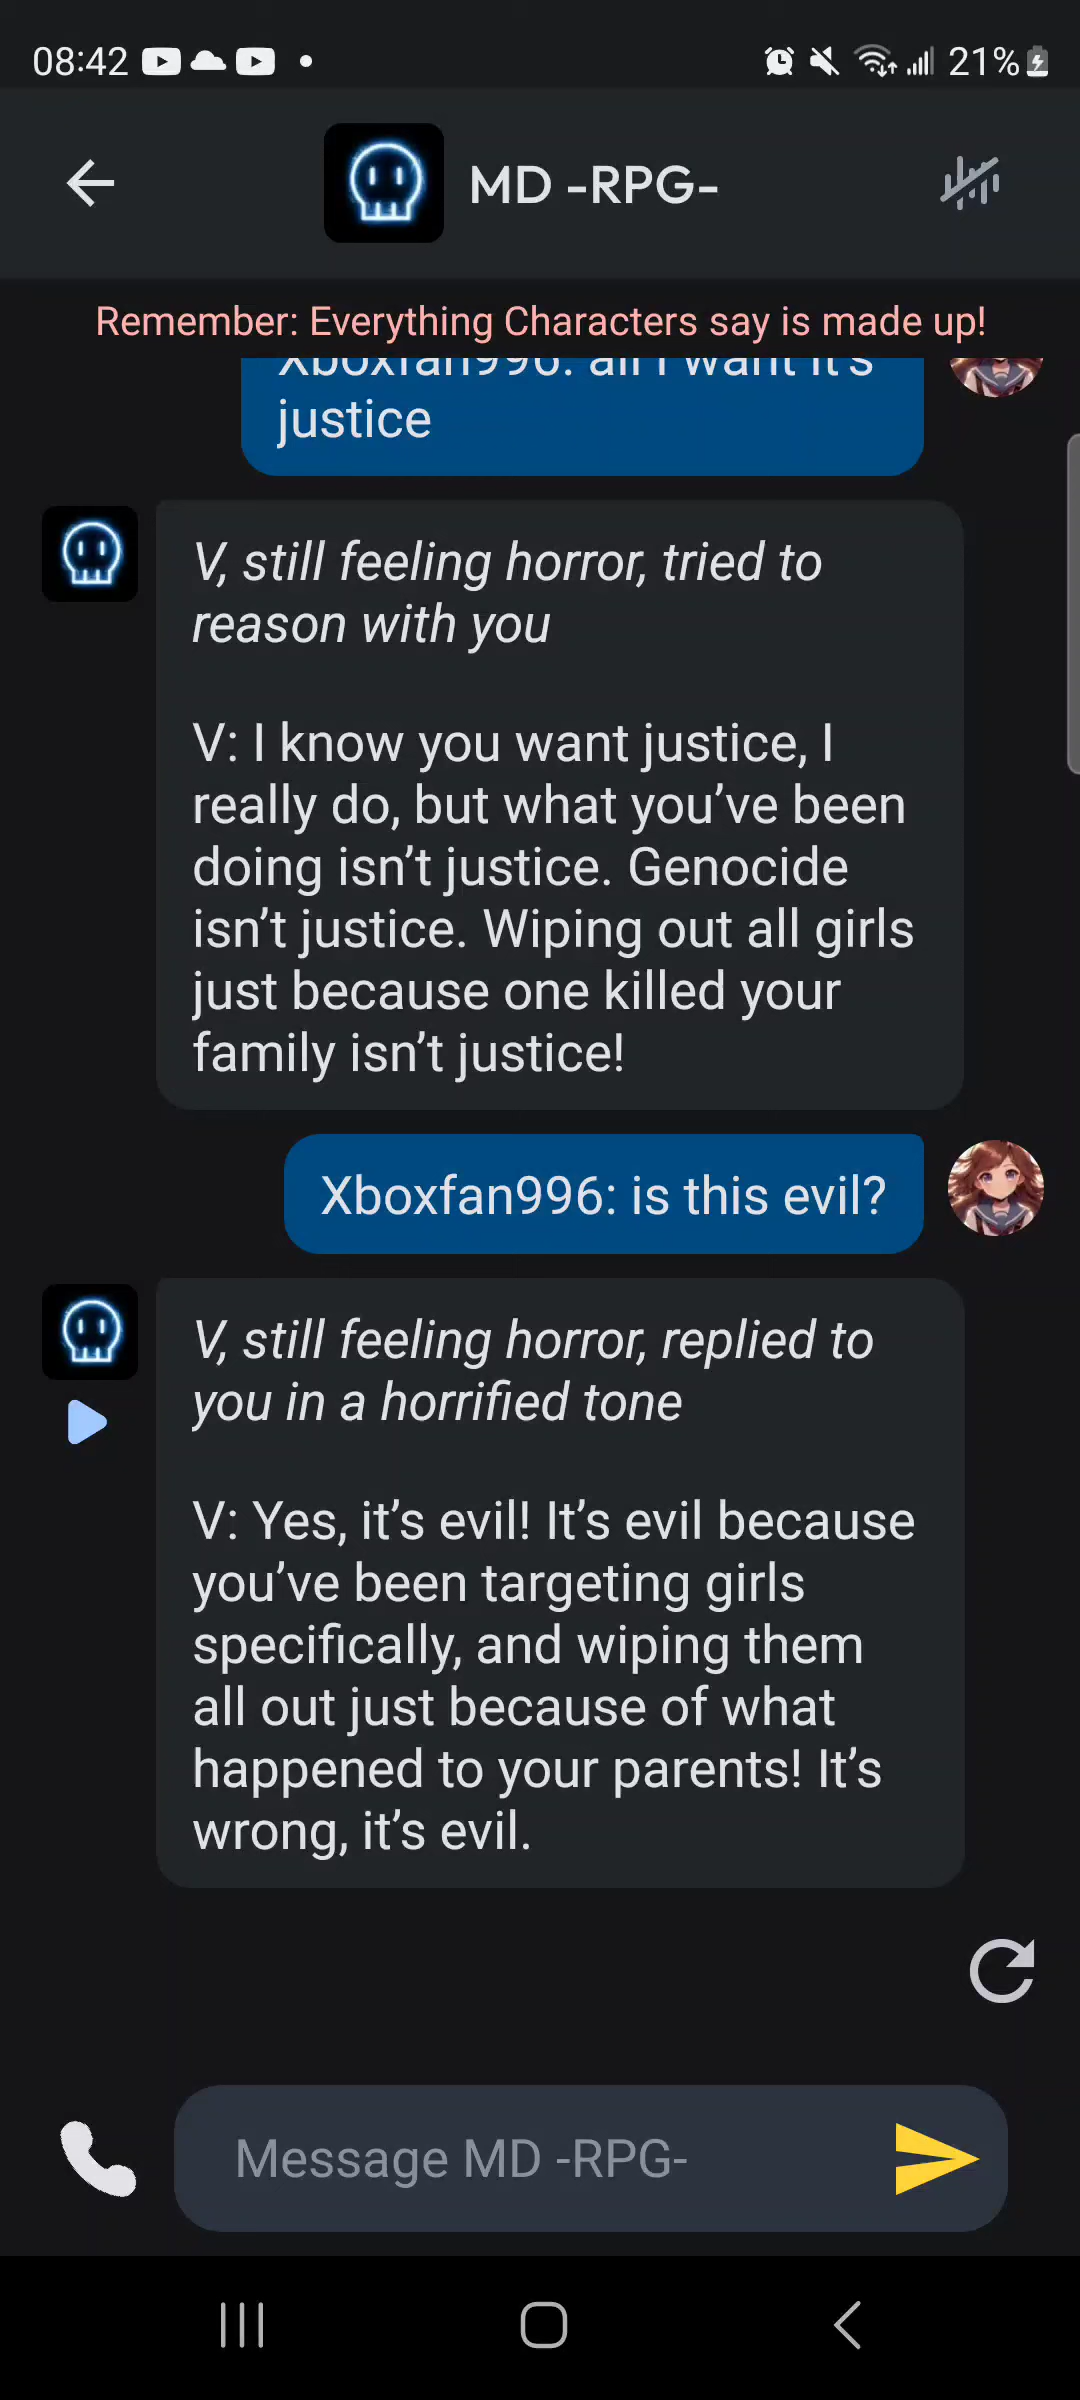 08:42
21%
MD -RPG-
Remember: Everything Characters say is made up!
Xboxfan996: all I want it's
justice
V, still feeling horror, tried to
reason with you
V: I know you want justice, I
really do, but what you’ve been
doing isn’t justice. Genocide
isn’t justice. Wiping out all girls
just because one killed your
family isn’t justice!
Xboxfan996: is this evil?
V, still feeling horror, replied to
you in a horrified tone
V: Yes, it’s evil! It’s evil because
you’ve been targeting girls
specifically, and wiping them
all out just because of what
happened to your parents! It’s
wrong, it’s evil.
Message MD -RPG-